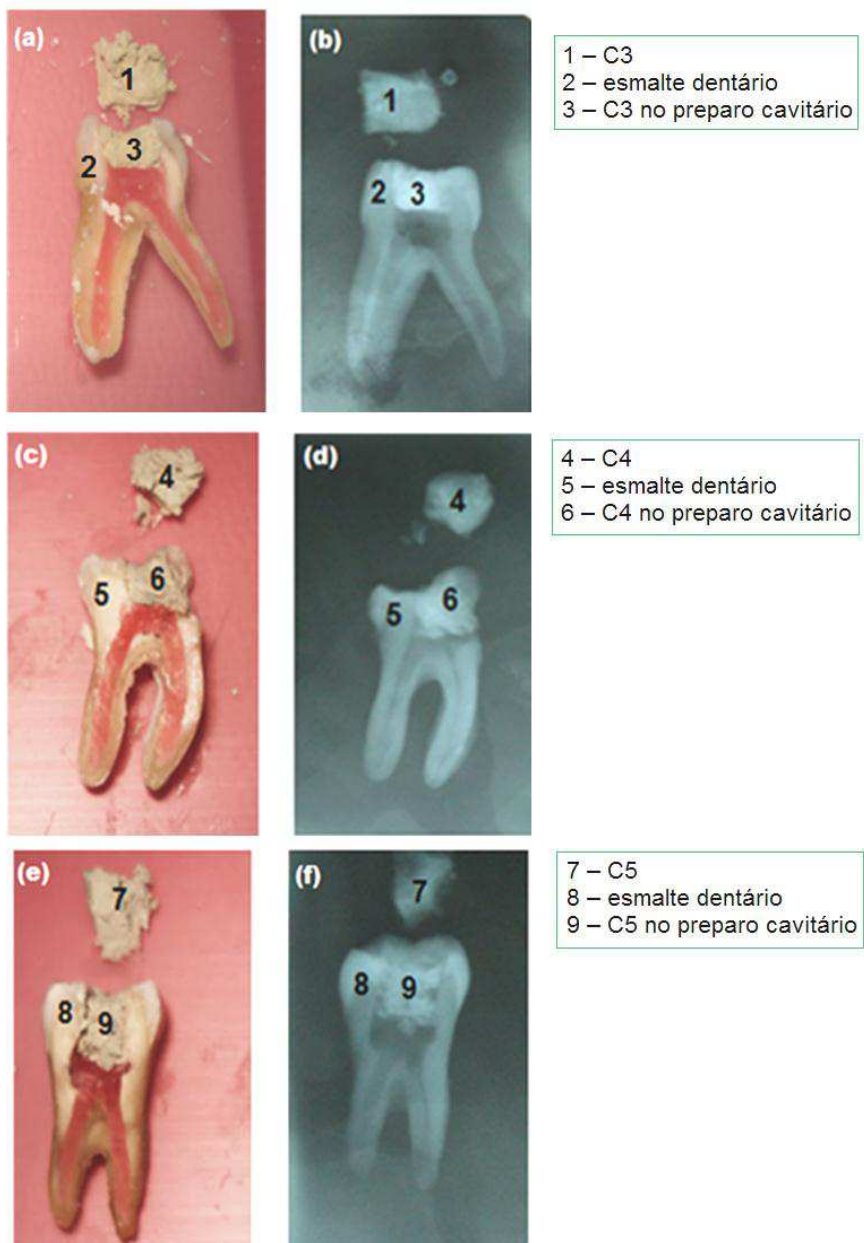 (a)
1
2
3
(b)
1
2
3
1 – C3
2 – esmalte dentário
3 – C3 no preparo cavitário
(c)
4
5
6
(d)
4
5
6
4 – C4
5 – esmalte dentário
6 – C4 no preparo cavitário
(e)
7
8
9
(f)
7
8
9
7 – C5
8 – esmalte dentário
9 – C5 no preparo cavitário